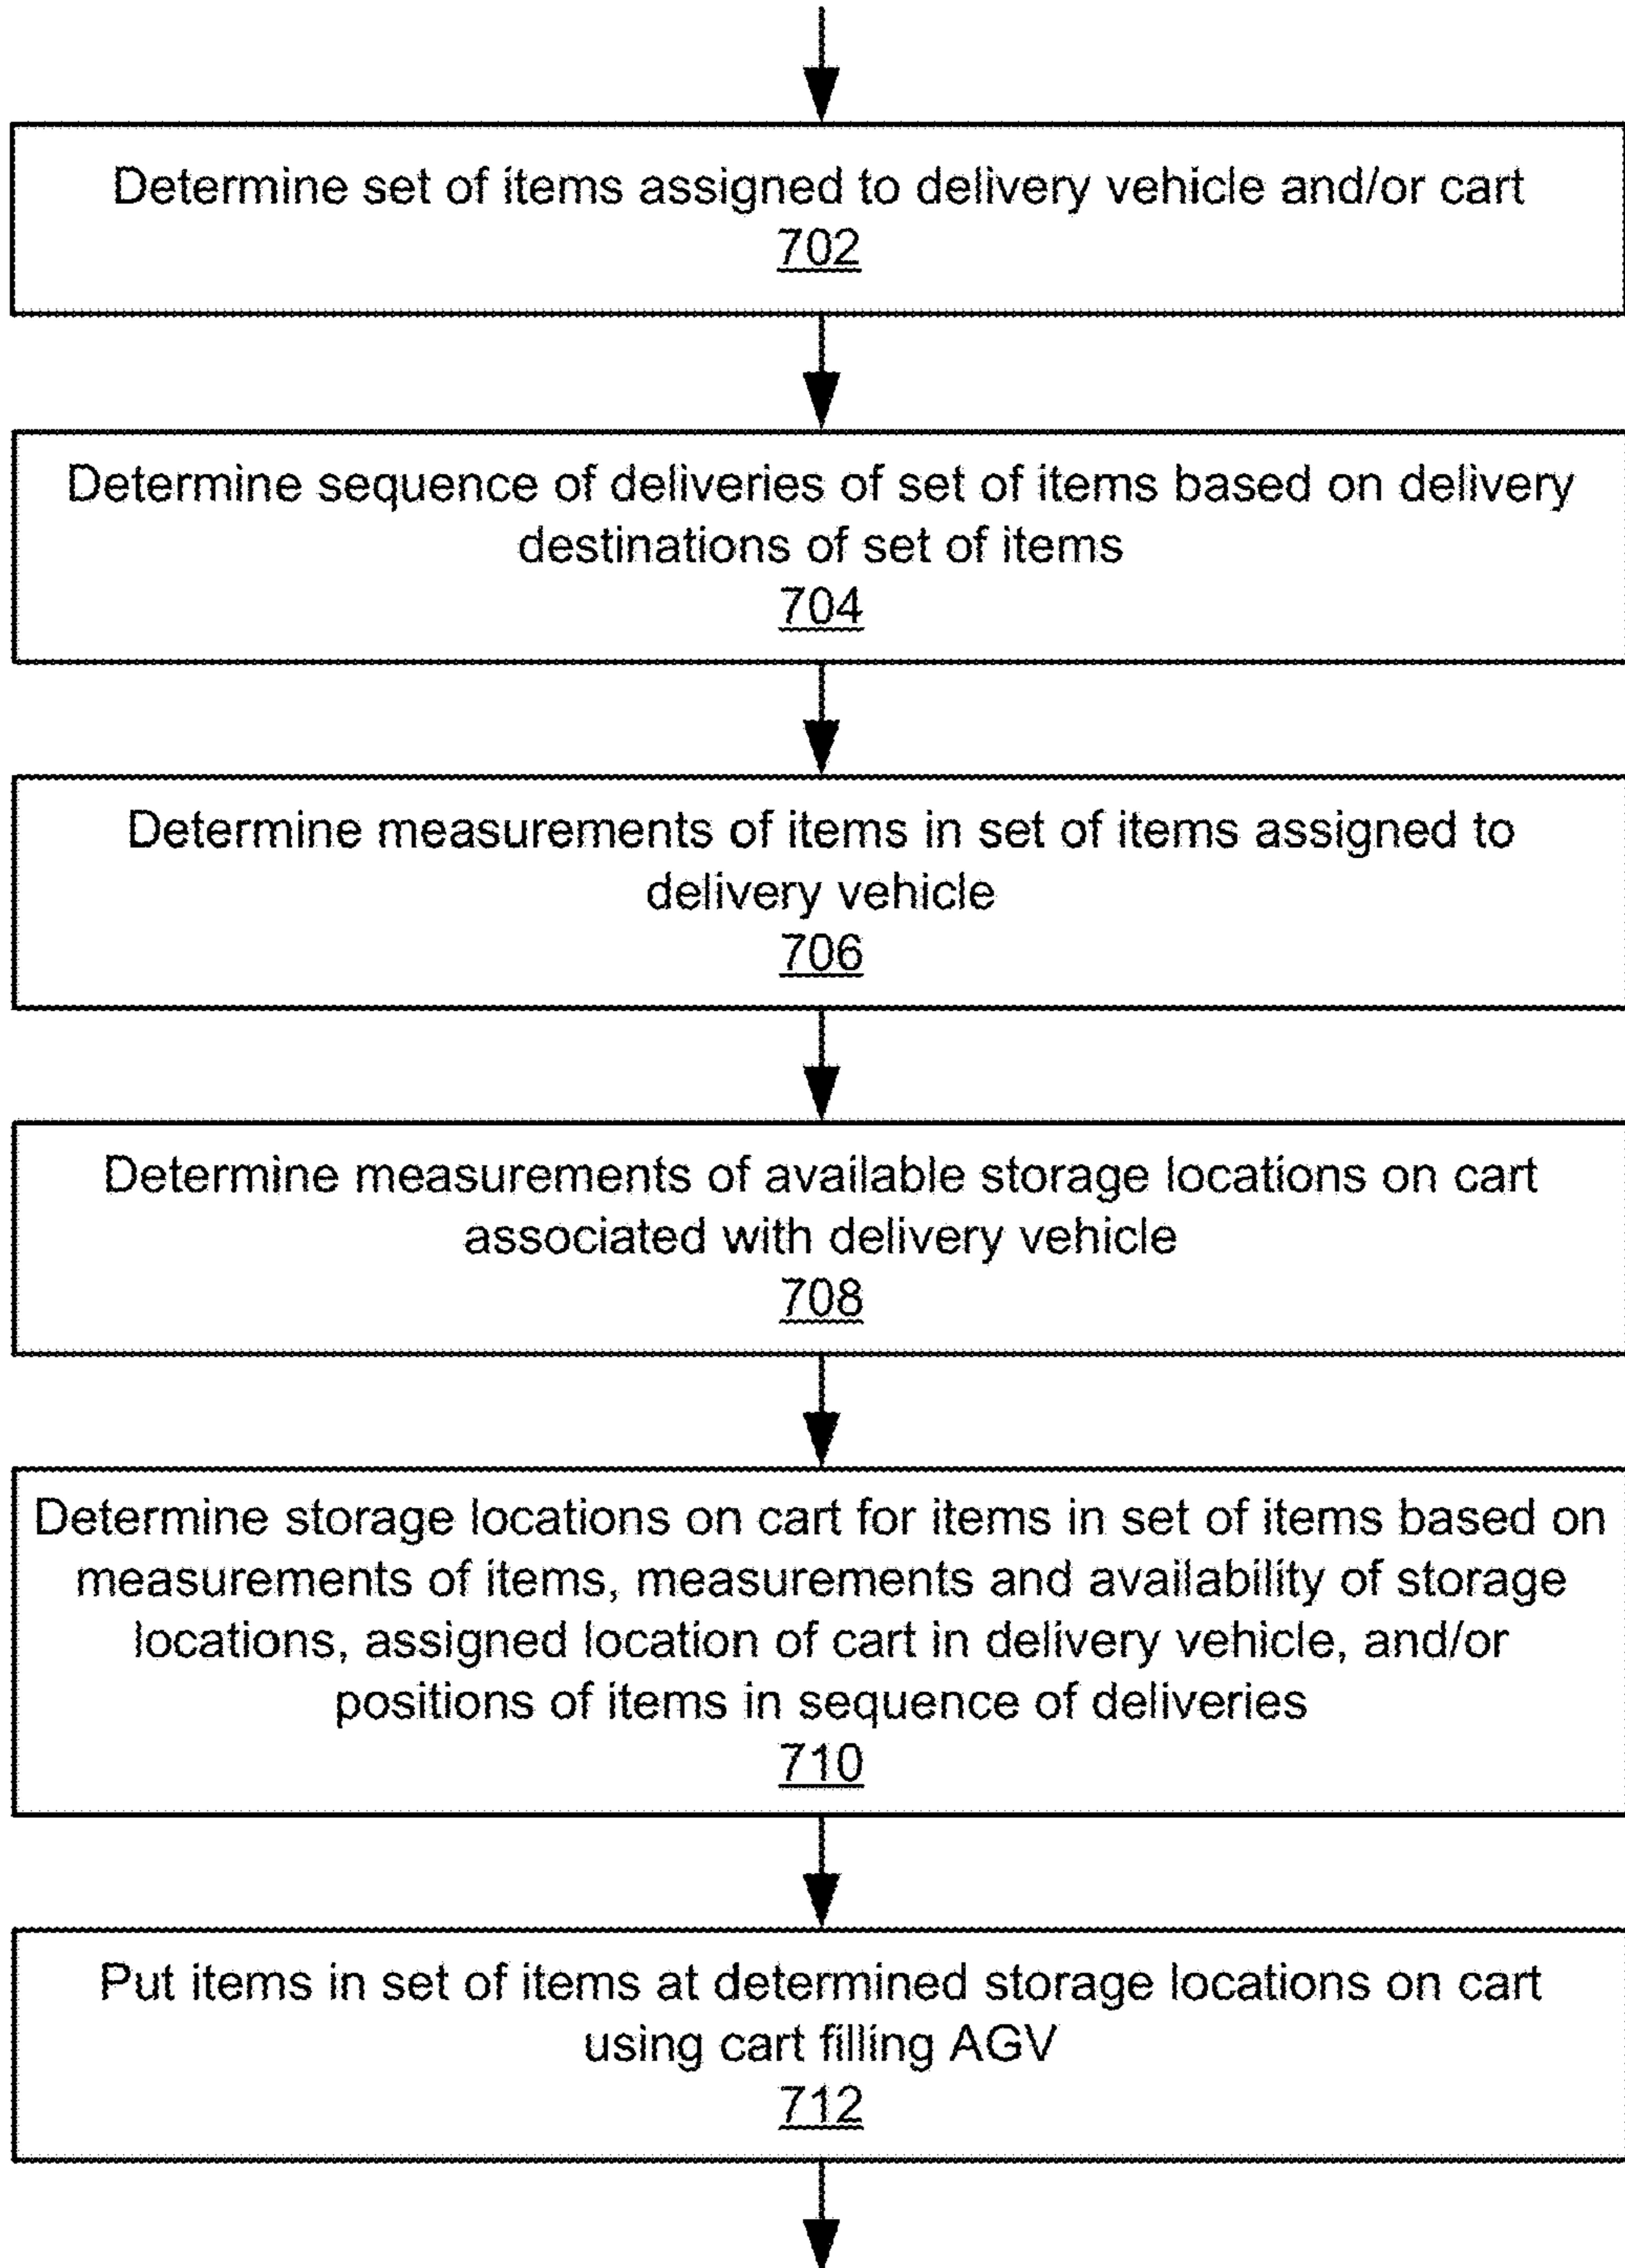 Determine set of items assigned to delivery vehicle and/or cart
702
Determine sequence of deliveries of set of items based on delivery
destinations of set of items
704
Determine measurements of items in set of items assigned to
delivery vehicle
706
Determine measurements of available storage locations on cart
associated with delivery vehicle
708
Determine storage locations on cart for items in set of items based on
measurements of items, measurements and availability of storage
locations, assigned location of cart in delivery vehicle, and/or
positions of items in sequence of deliveries
710
Put items in set of items at determined storage locations on cart
using cart filling AGV
712